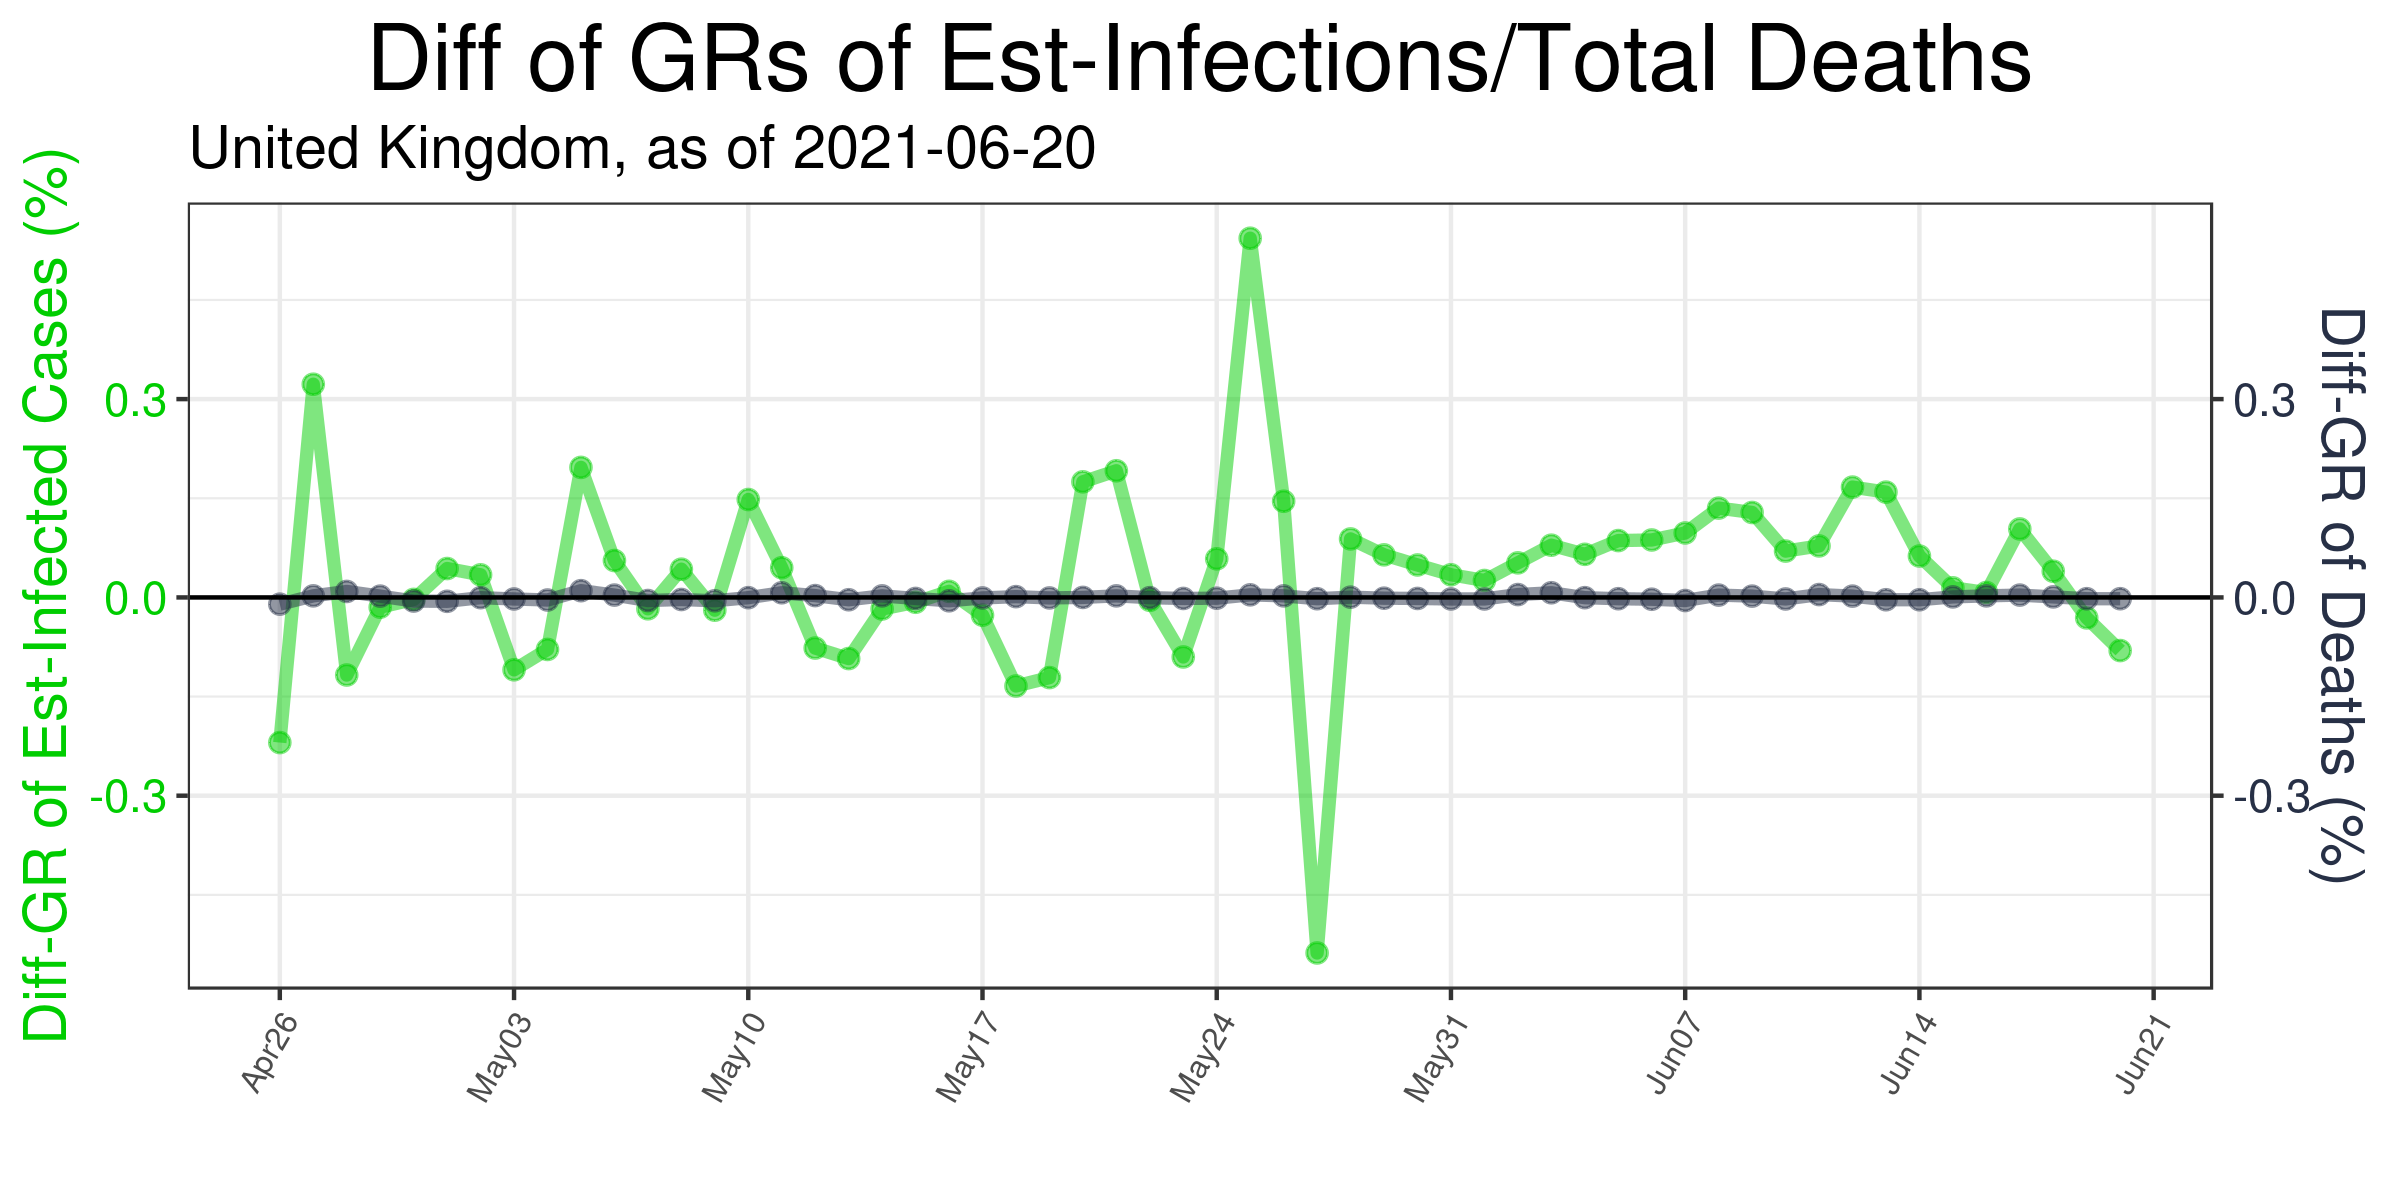 Diff of GRs of Est-Infections/Total Deaths
United Kingdom, as of 2021-06-20
Diff-GR of Est-Infected Cases (%)
0.3
0.0
-0.3
0.3
0.0
-0.3
Diff-GR of Deaths (%)
Apr26
May03
May10
May17
May24
May31
Jun07
Jun14
Jun21